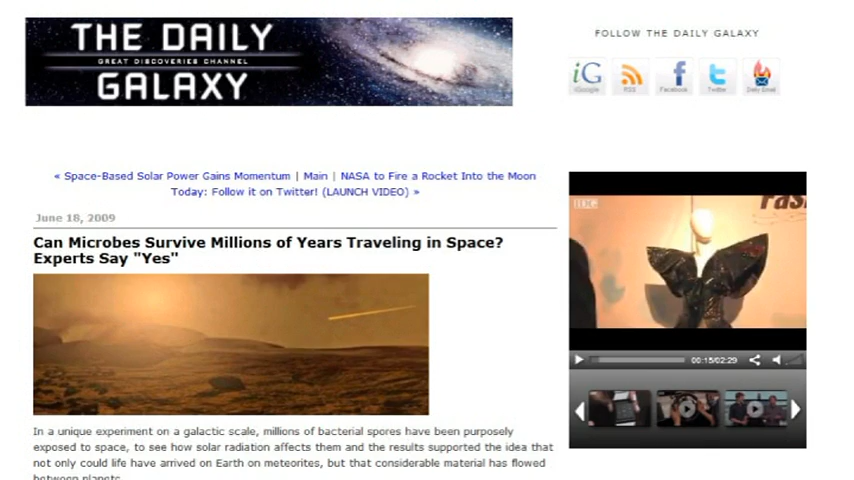 THE DAILY
GREAT DISCOVERIES CHANNEL
GALAXY
FOLLOW THE DAILY GALAXY
iG
iGoogle
RSS
Facebook
Twitter
Daily Email
« Space-Based Solar Power Gains Momentum | Main | NASA to Fire a Rocket Into the Moon
Today: Follow it on Twitter! (LAUNCH VIDEO) »
June 18, 2009
Can Microbes Survive Millions of Years Traveling in Space?
Experts Say "Yes"
In a unique experiment on a galactic scale, millions of bacterial spores have been purposely
exposed to space, to see how solar radiation affects them and the results supported the idea that
not only could life have arrived on Earth on meteorites, but that considerable material has flowed
between planets.
IDG
00:15/02:29